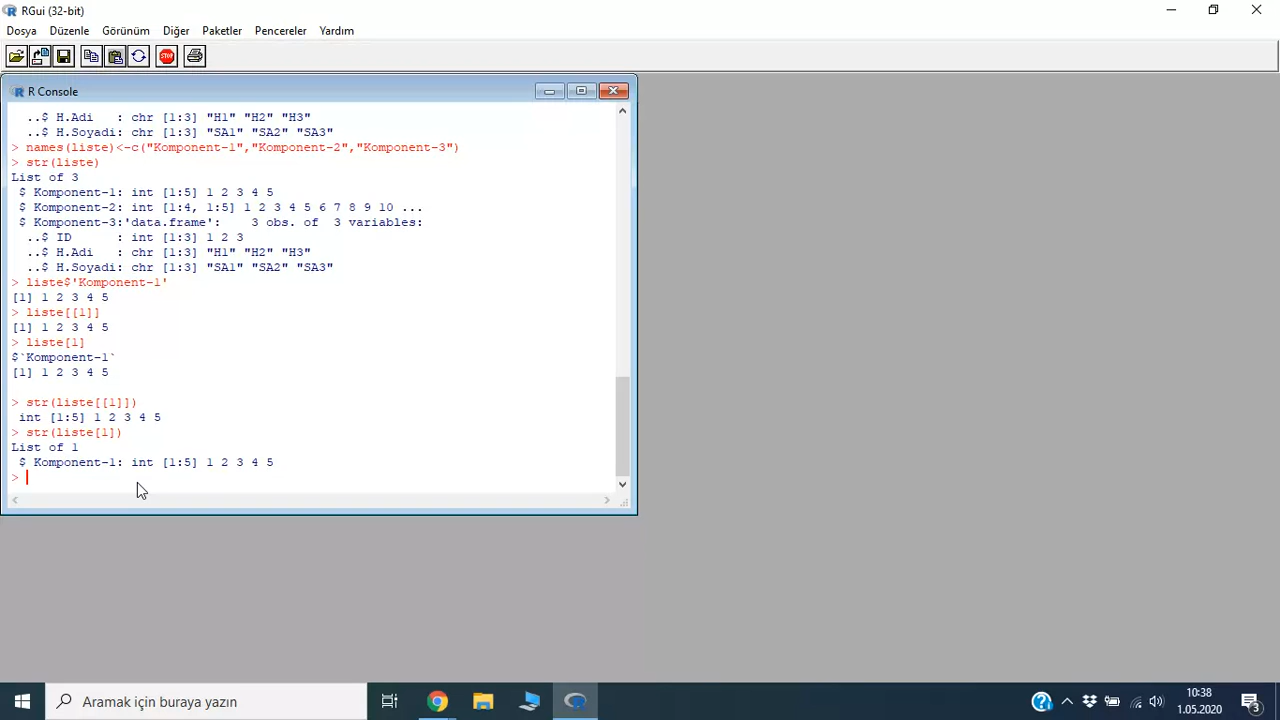 RGui (32-bit)
Dosya Düzenle Görünüm Diğer Paketler Pencereler Yardım
STOP
R Console
..$ H.Adi : chr [1:3] "H1" "H2" "H3"
..$ H.Soyadi: chr [1:3] "SA1" "SA2" "SA3"
> names(liste)<-c("Komponent-1","Komponent-2","Komponent-3")
> str(liste)
List of 3
$ Komponent-1: int [1:5] 1 2 3 4 5
$ Komponent-2: int [1:4, 1:5] 1 2 3 4 5 6 7 8 9 10 ...
$ Komponent-3:'data.frame': 3 obs. of 3 variables:
..$ ID : int [1:3] 1 2 3
..$ H.Adi : chr [1:3] "H1" "H2" "H3"
..$ H.Soyadi: chr [1:3] "SA1" "SA2" "SA3"
> liste$'Komponent-1'
[1] 1 2 3 4 5
> liste[[1]]
[1] 1 2 3 4 5
> liste[1]
$`Komponent-1`
[1] 1 2 3 4 5
> str(liste[[1]])
int [1:5] 1 2 3 4 5
> str(liste[1])
List of 1
$ Komponent-1: int [1:5] 1 2 3 4 5
>
Aramak için buraya yazın
10:38
1.05.2020
3